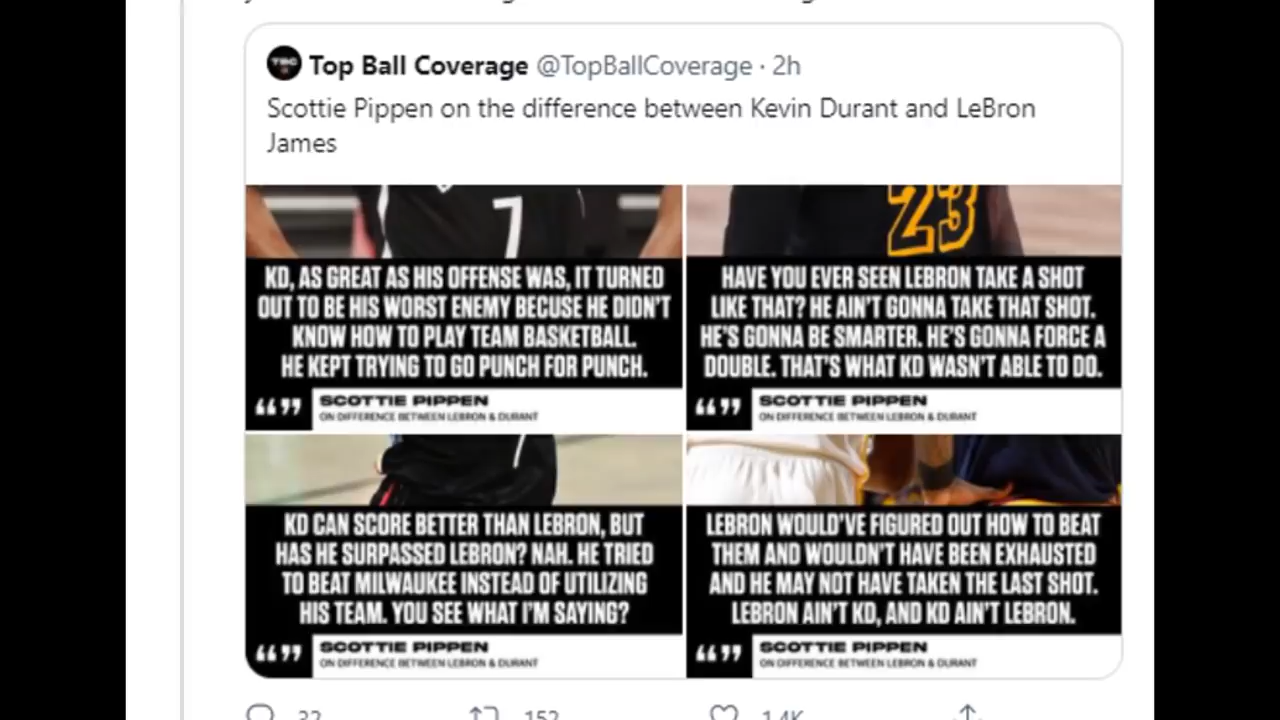 Top Ball Coverage @TopBallCoverage · 2h
Scottie Pippen on the difference between Kevin Durant and LeBron
James
7
KD, AS GREAT AS HIS OFFENSE WAS, IT TURNED
OUT TO BE HIS WORST ENEMY BECUSE HE DIDN'T
KNOW HOW TO PLAY TEAM BASKETBALL.
HE KEPT TRYING TO GO PUNCH FOR PUNCH.
SCOTTIE PIPPEN
ON DIFFERENCE BETWEEN LEBRON & DURANT
23
HAVE YOU EVER SEEN LEBRON TAKE A SHOT
LIKE THAT? HE AIN'T GONNA TAKE THAT SHOT.
HE'S GONNA BE SMARTER. HE'S GONNA FORCE A
DOUBLE. THAT'S WHAT KD WASN'T ABLE TO DO.
SCOTTIE PIPPEN
ON DIFFERENCE BETWEEN LEBRON & DURANT
KD CAN SCORE BETTER THAN LEBRON, BUT
HAS HE SURPASSED LEBRON? NAH. HE TRIED
TO BEAT MILWAUKEE INSTEAD OF UTILIZING
HIS TEAM. YOU SEE WHAT I'M SAYING?
SCOTTIE PIPPEN
ON DIFFERENCE BETWEEN LEBRON & DURANT
LEBRON WOULD'VE FIGURED OUT HOW TO BEAT
THEM AND WOULDN'T HAVE BEEN EXHAUSTED
AND HE MAY NOT HAVE TAKEN THE LAST SHOT.
LEBRON AIN'T KD, AND KD AIN'T LEBRON.
SCOTTIE PIPPEN
ON DIFFERENCE BETWEEN LEBRON & DURANT
32 152 1.4K